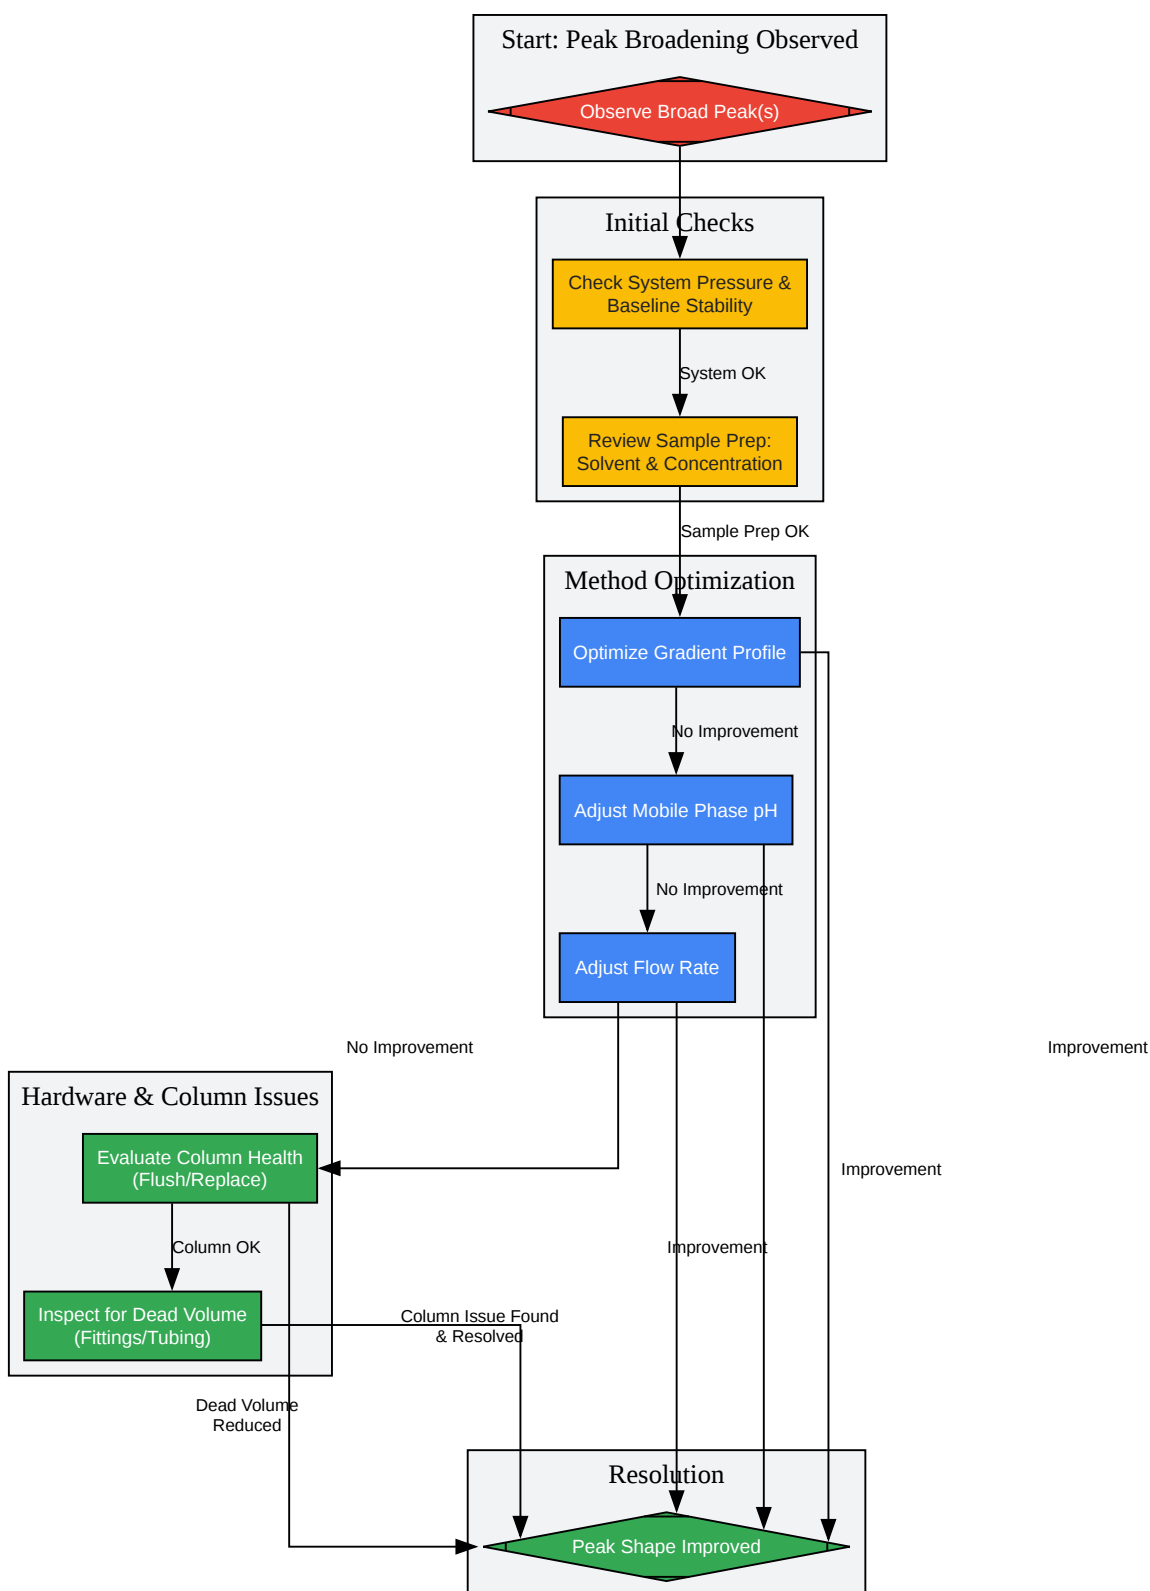 Start: Peak Broadening Observed
Observe Broad Peak(s)
Initial Checks
Check System Pressure &
Baseline Stability
System OK
Review Sample Prep:
Solvent & Concentration
Sample Prep OK
Method Optimization
Optimize Gradient Profile
No Improvement
Adjust Mobile Phase pH
No Improvement
Adjust Flow Rate
No Improvement
Improvement
Hardware & Column Issues
Evaluate Column Health
(Flush/Replace)
Improvement
Column OK
Improvement
Inspect for Dead Volume
(Fittings/Tubing)
Column Issue Found
& Resolved
Dead Volume
Reduced
Resolution
Peak Shape Improved